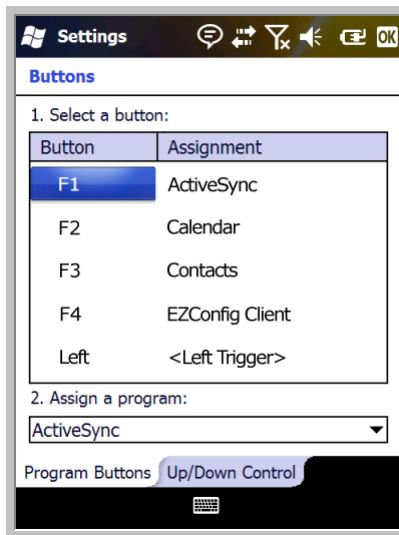 Settings OK
Buttons
1. Select a button:
Button Assignment
F1 ActiveSync
F2 Calendar
F3 Contacts
F4 EZConfig Client
Left <Left Trigger>
2. Assign a program:
ActiveSync
Program Buttons Up/Down Control